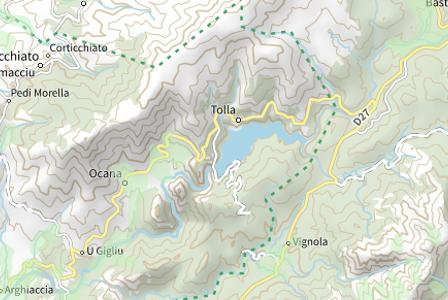 Bast
Corticchiato
cchiato
macciu
Pedi Morella
Tolla
D27
Ocana
Vignola
U Gigliu
Arghiaccia